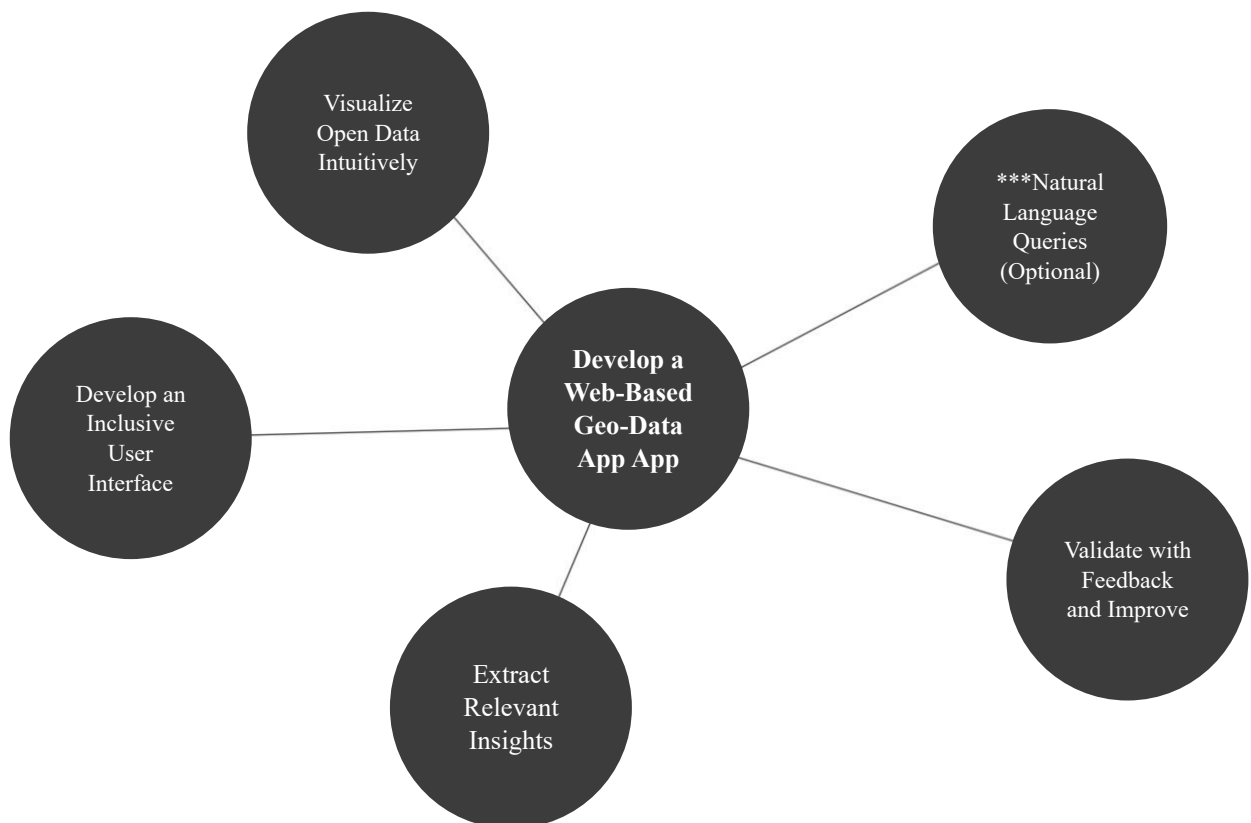 Visualize
Open Data
Intuitively
***Natural
Language
Queries
(Optional)
Develop a
Web-Based
Geo-Data
App App
Develop an
Inclusive
User
Interface
Validate with
Feedback
and Improve
Extract
Relevant
Insights